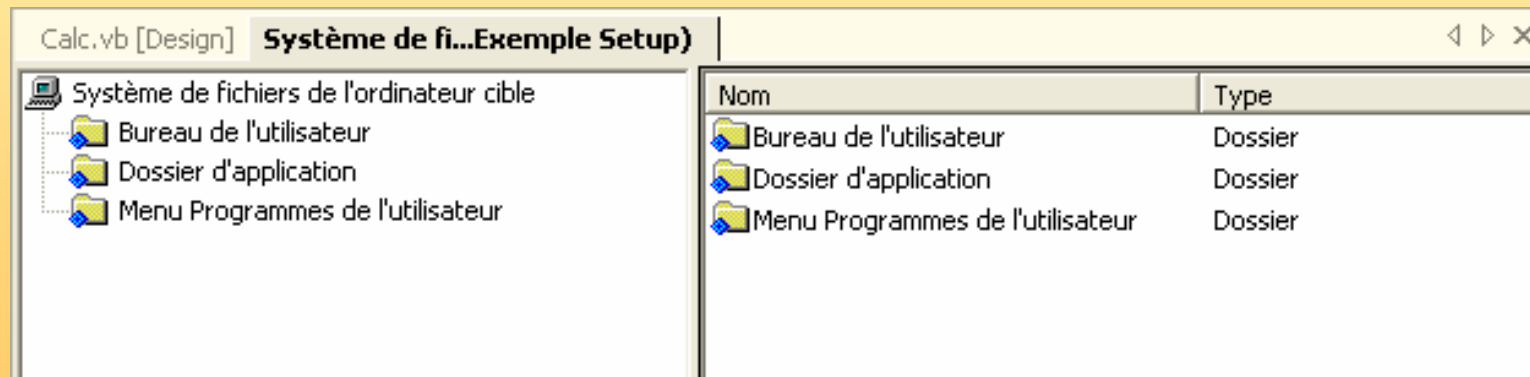 Calc.vb [Design] Système de fi...Exemple Setup)
Système de fichiers de l'ordinateur cible
Bureau de l'utilisateur
Dossier d'application
Menu Programmes de l'utilisateur
Nom Type
Bureau de l'utilisateur Dossier
Dossier d'application Dossier
Menu Programmes de l'utilisateur Dossier